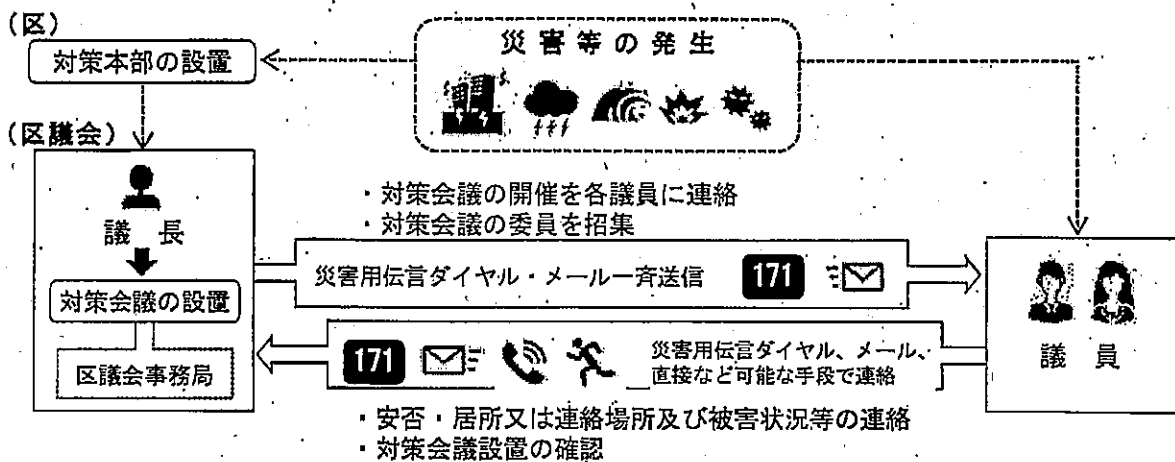 （区）
対策本部の設置
災害等の発生
（区議会）
議長
対策会議の設置
区議会事務局
・対策会議の開催を各議員に連絡
・対策会議の委員を招集
災害用伝言ダイヤル・メール一斉送信
171
171
災害用伝言ダイヤル、メール、
直接など可能な手段で連絡
議員
・安否・居所又は連絡場所及び被害状況等の連絡
・対策会議設置の確認